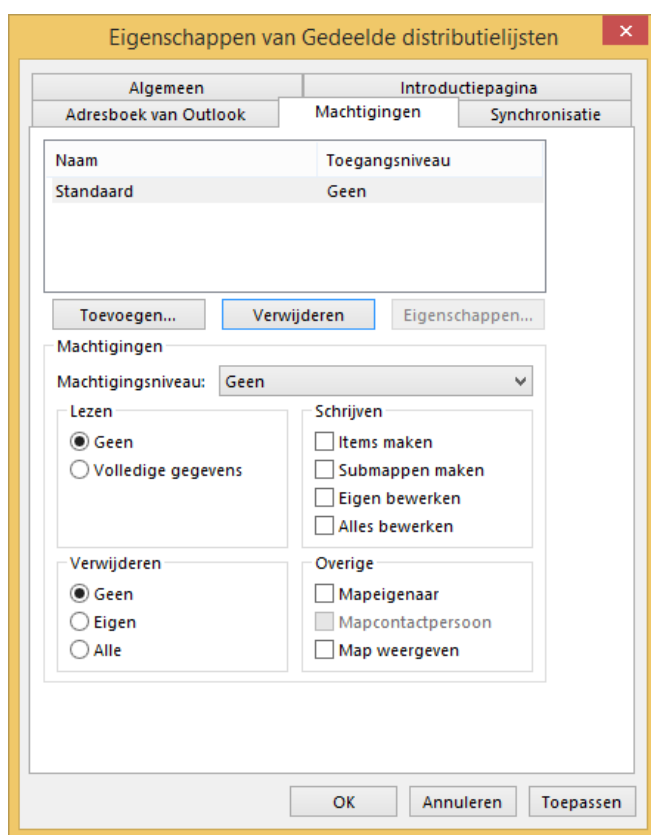 Eigenschappen van Gedeelde distributielijsten
Algemeen
Introductiepagina
Adresboek van Outlook
Machtigingen
Synchronisatie
Naam
Toegangsniveau
Standaard
Geen
Toevoegen...
Verwijderen
Eigenschappen...
Machtigingen
Machtigingsniveau:
Geen
Lezen
Geen
Volledige gegevens
Schrijven
Items maken
Submappen maken
Eigen bewerken
Alles bewerken
Verwijderen
Geen
Eigen
Alle
Overige
Mapeigenaar
Mapcontactpersoon
Map weergeven
OK
Annuleren
Toepassen